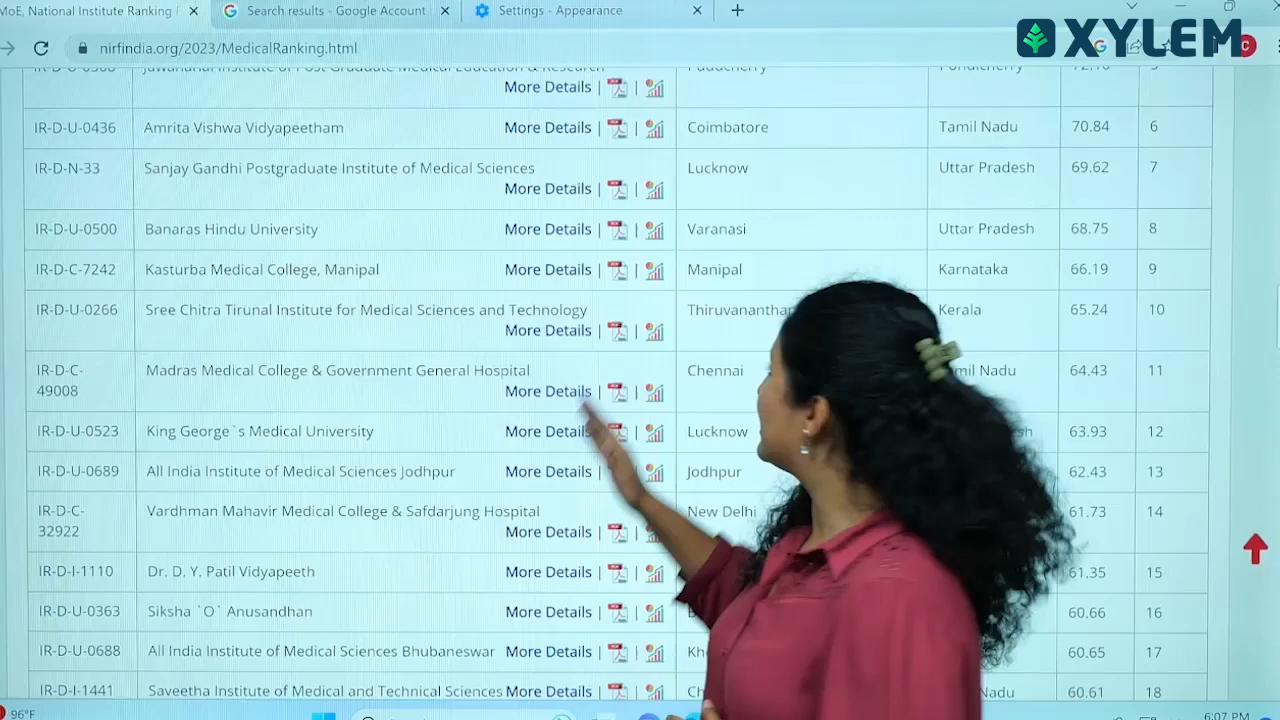 MoE, National Institute Ranking
Search results - Google Account
Settings - Appearance
nirfindia.org/2023/MedicalRanking.html
XYLEM
C
More Details | |
IR-D-U-0436 Amrita Vishwa Vidyapeetham More Details | | Coimbatore Tamil Nadu 70.84 6
IR-D-N-33 Sanjay Gandhi Postgraduate Institute of Medical Sciences Lucknow Uttar Pradesh 69.62 7
More Details | |
IR-D-U-0500 Banaras Hindu University More Details | | Varanasi Uttar Pradesh 68.75 8
IR-D-C-7242 Kasturba Medical College, Manipal More Details | | Manipal Karnataka 66.19 9
IR-D-U-0266 Sree Chitra Tirunal Institute for Medical Sciences and Technology Thiruvananthap Kerala 65.24 10
More Details | |
IR-D-C- Madras Medical College & Government General Hospital Chennai Tamil Nadu 64.43 11
49008 More Details | |
IR-D-U-0523 King George`s Medical University More Details Lucknow 63.93 12
IR-D-U-0689 All India Institute of Medical Sciences Jodhpur More Details | Jodhpur 62.43 13
IR-D-C- Vardhman Mahavir Medical College & Safdarjung Hospital New Delhi 61.73 14
32922 More Details | |
IR-D-I-1110 Dr. D. Y. Patil Vidyapeeth More Details | | 61.35 15
IR-D-U-0363 Siksha `O` Anusandhan More Details | | 60.66 16
IR-D-U-0688 All India Institute of Medical Sciences Bhubaneswar More Details | | 60.65 17
IR-D-I-1441 Saveetha Institute of Medical and Technical Sciences More Details | | Nadu 60.61 18
96°F
6:07 PM